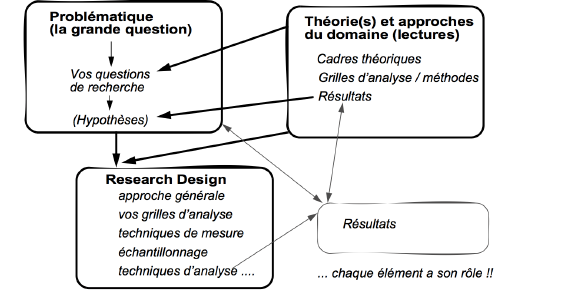 Problématique
(la grande question)
Vos questions
de recherche
(Hypothèses)
Théorie(s) et approches
du domaine (lectures)
Cadres théoriques
Grilles d'analyse / méthodes
Résultats
Research Design
approche générale
vos grilles d'analyse
techniques de mesure
échantillonnage
techniques d'analyse ....
Résultats
... chaque élément a son rôle !!